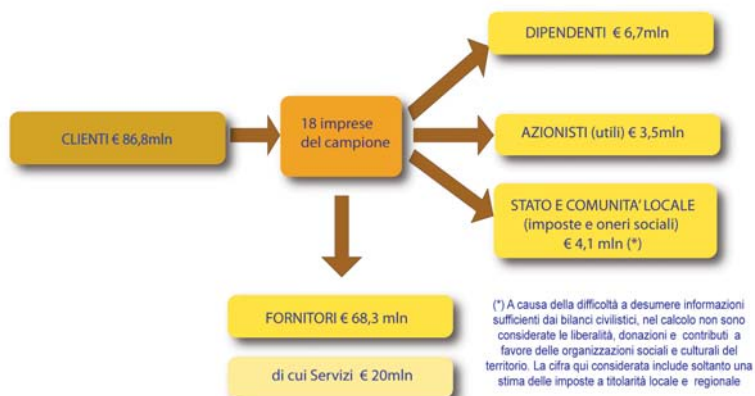 DIPENDENTI € 6,7mln
CLIENTI € 86,8mln
18 imprese
del campione
AZIONISTI (utili) € 3,5mln
STATO E COMUNITA' LOCALE
(imposte e oneri sociali)
€ 4,1 mln (*)
FORNITORI € 68,3 mln
di cui Servizi € 20mln
(*) A causa della difficoltà a desumere informazioni
sufficienti dai bilanci civilistici, nel calcolo non sono
considerate le liberalità, donazioni e contributi a
favore delle organizzazioni sociali e culturali del
territorio. La cifra qui considerata include soltanto una
stima delle imposte a titolarità locale e regionale